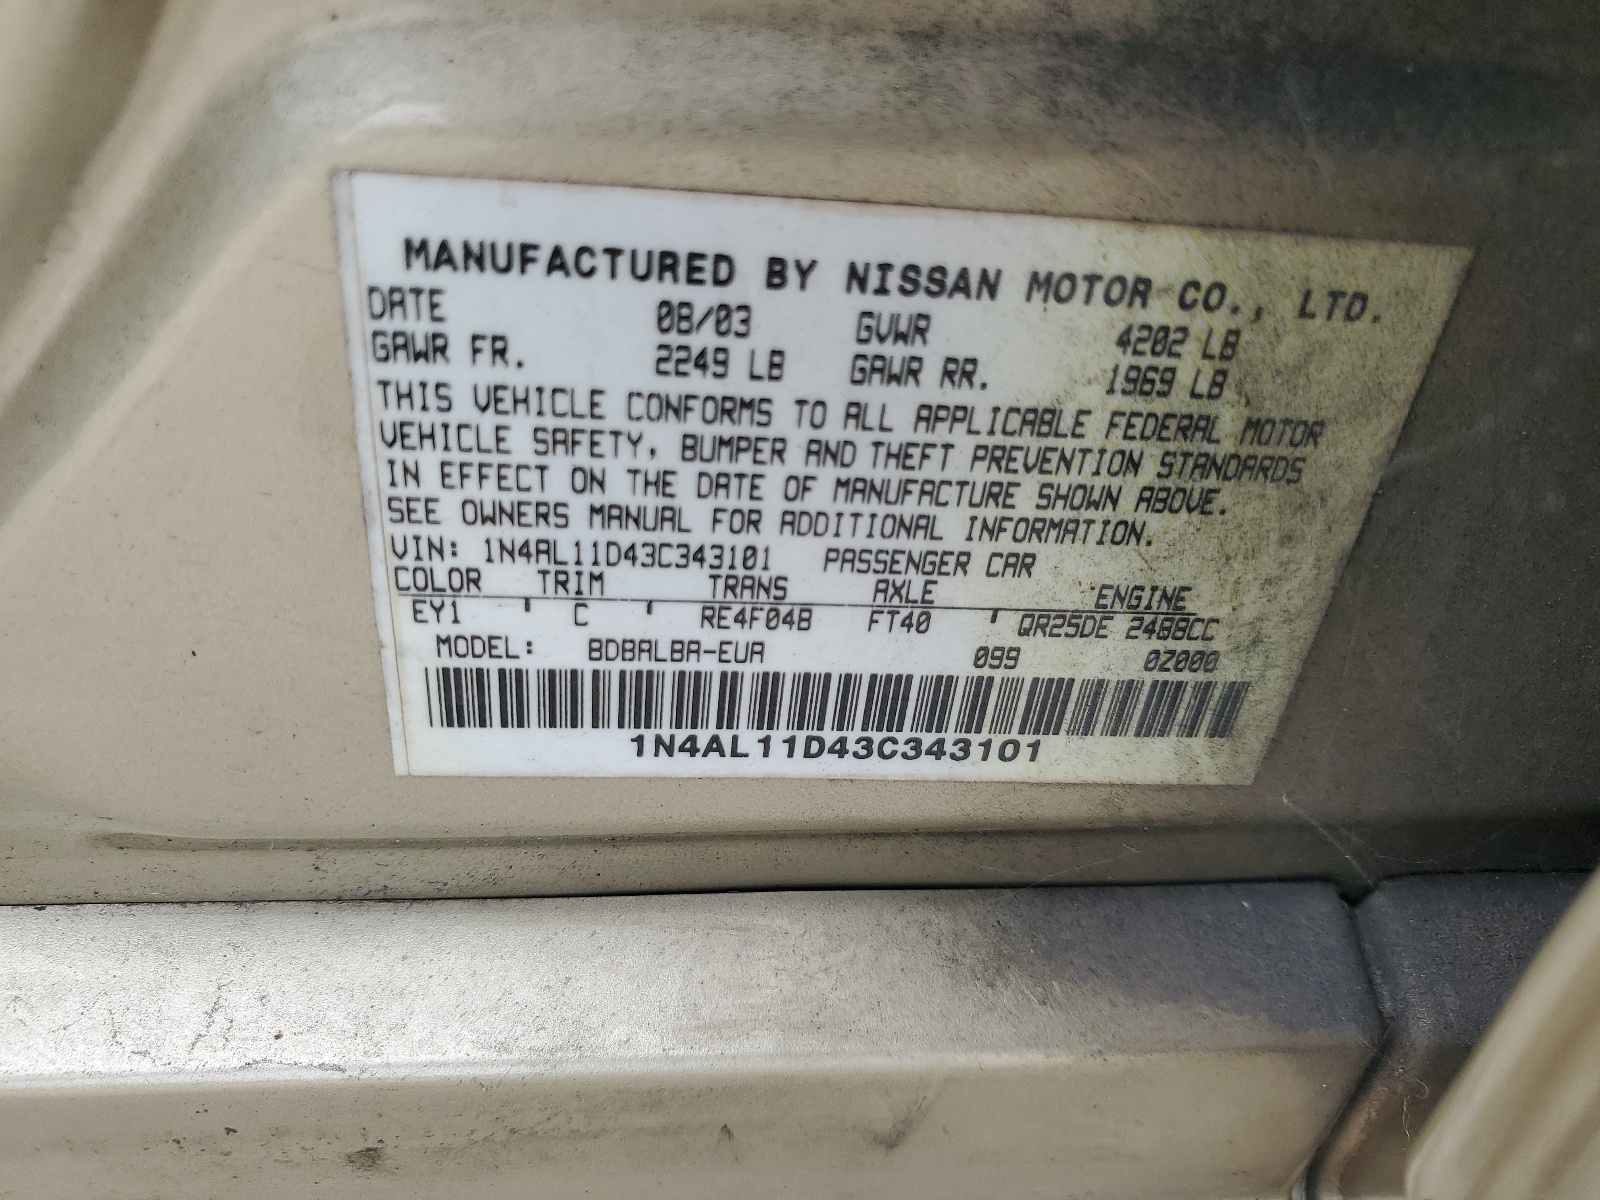 MANUFACTURED BY NISSAN MOTOR CO., LTD.
DATE 08/03 GVWR 4202 LB
GAWR FR. 2249 LB GAWR RR. 1969 LB
THIS VEHICLE CONFORMS TO ALL APPLICABLE FEDERAL MOTOR
VEHICLE SAFETY, BUMPER AND THEFT PREVENTION STANDARDS
IN EFFECT ON THE DATE OF MANUFACTURE SHOWN ABOVE.
SEE OWNERS MANUAL FOR ADDITIONAL INFORMATION.
VIN: 1N4AL11D43C343101 PASSENGER CAR
COLOR TRIM TRANS AXLE ENGINE
EY1 ' C ' RE4F04B FT40 ' QR25DE 2488CC
MODEL: BDBALBA-EUA 099 0Z000
1N4AL11D43C343101